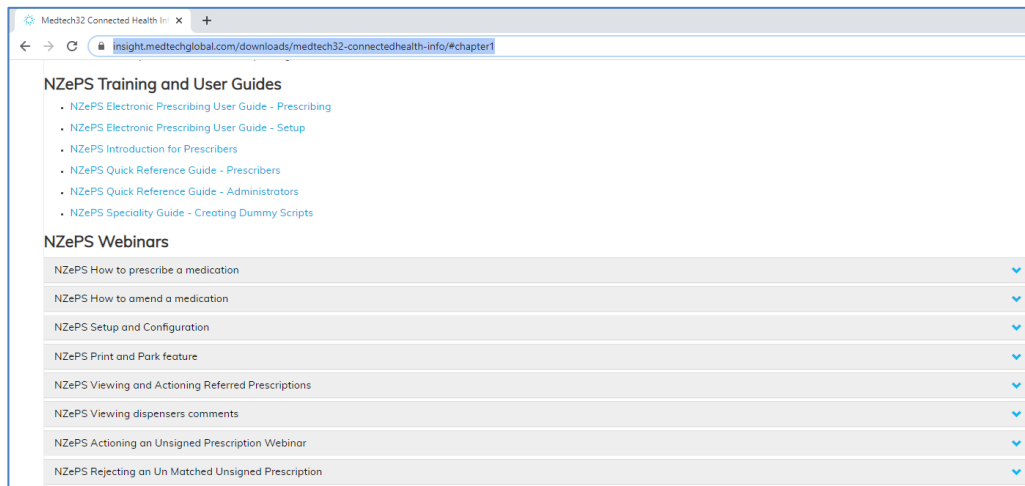 Medtech32 Connected Health In
insight.medtechglobal.com/downloads/medtech32-connectedhealth-info/#chapter1
NZePS Training and User Guides
NZePS Electronic Prescribing User Guide - Prescribing
NZePS Electronic Prescribing User Guide - Setup
NZePS Introduction for Prescribers
NZePS Quick Reference Guide - Prescribers
NZePS Quick Reference Guide - Administrators
NZePS Speciality Guide - Creating Dummy Scripts
NZePS Webinars
NZePS How to prescribe a medication
NZePS How to amend a medication
NZePS Setup and Configuration
NZePS Print and Park feature
NZePS Viewing and Actioning Referred Prescriptions
NZePS Viewing dispensers comments
NZePS Actioning an Unsigned Prescription Webinar
NZePS Rejecting an Un Matched Unsigned Prescription